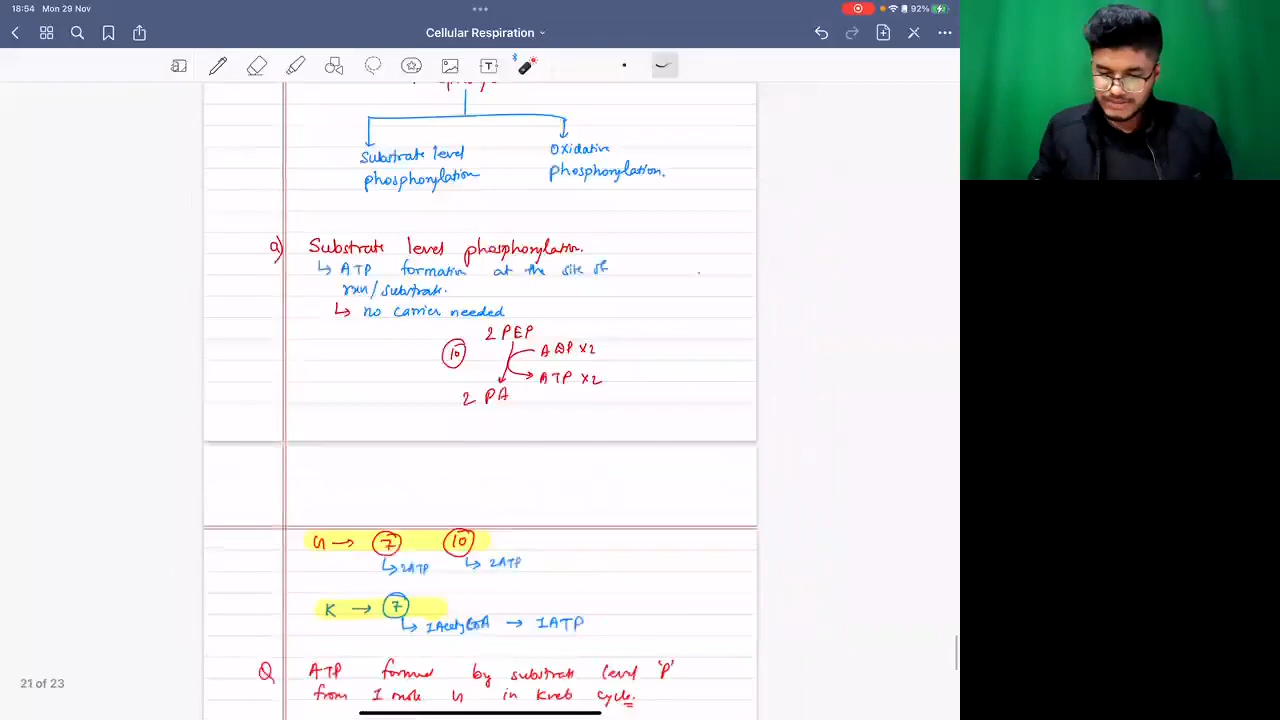 18:54 Mon 29 Nov
92%
Cellular Respiration
T
Substrate level
phosphorylation
Oxidative
phosphorylation.
a) Substrate level phosphorylation.
↳ ATP formation at the site of
rxn/substrate.
↳ no carrier needed
2 PEP
10
ADP x2
ATP x2
2 PA
G → 7 10
↳ 2ATP ↳ 2ATP
K → 7
↳ 1 Acetyl CoA → 1ATP
21 of 23
Q ATP formed by substrate level 'P'
from 1 mole G in Kreb cycle.